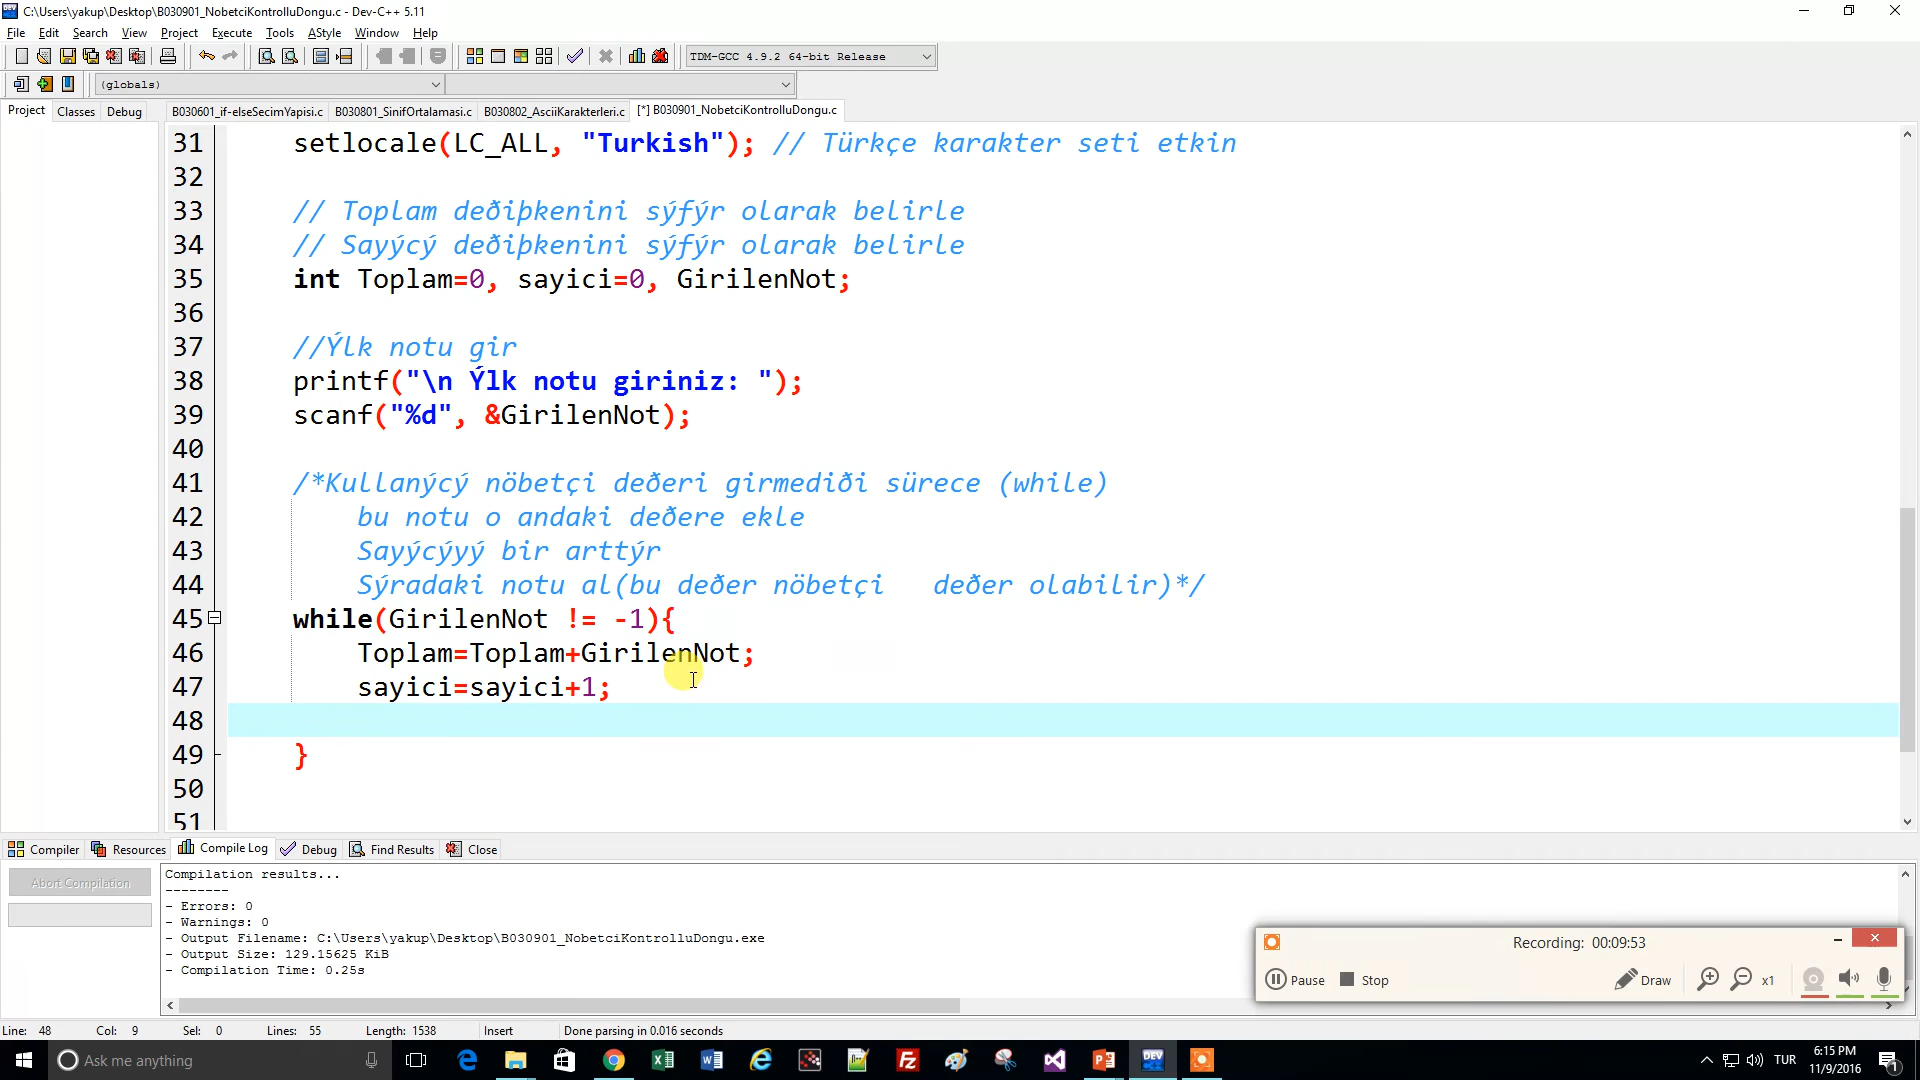 C:\Users\yakup\Desktop\B030901_NobetciKontrolluDongu.c - Dev-C++ 5.11
File Edit Search View Project Execute Tools AStyle Window Help
TDM-GCC 4.9.2 64-bit Release
(globals)
Project Classes Debug B030601_if-elseSecimYapisi.c B030801_SinifOrtalamasi.c B030802_AsciiKarakterleri.c [*] B030901_NobetciKontrolluDongu.c
31 setlocale(LC_ALL, "Turkish"); // Türkçe karakter seti etkin
32
33 // Toplam deðiþkenini sýfýr olarak belirle
34 // Sayýcý deðiþkenini sýfýr olarak belirle
35 int Toplam=0, sayici=0, GirilenNot;
36
37 //Ýlk notu gir
38 printf("\n Ýlk notu giriniz: ");
39 scanf("%d", &GirilenNot);
40
41 /*Kullanýcý nöbetçi deðeri girmediði sürece (while)
42 bu notu o andaki deðere ekle
43 Sayýcýyý bir arttýr
44 Sýradaki notu al(bu deðer nöbetçi   deðer olabilir)*/
45 while(GirilenNot != -1){
46 Toplam=Toplam+GirilenNot;
47 sayici=sayici+1;
48
49 }
50
51
Compiler Resources Compile Log Debug Find Results Close
Abort Compilation
Compilation results...
--------
- Errors: 0
- Warnings: 0
- Output Filename: C:\Users\yakup\Desktop\B030901_NobetciKontrolluDongu.exe
- Output Size: 129.15625 KiB
- Compilation Time: 0.25s
Recording: 00:09:53
Pause Stop Draw x1
Line: 48 Col: 9 Sel: 0 Lines: 55 Length: 1538 Insert Done parsing in 0.016 seconds
Ask me anything
DEV
TUR
6:15 PM
11/9/2016
1